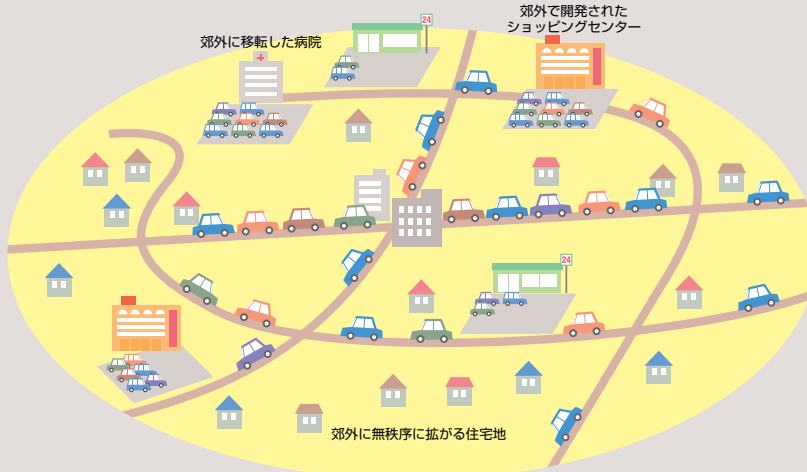 郊外で開発された
ショッピングセンター
郊外に移転した病院
24
24
郊外に無秩序に拡がる住宅地